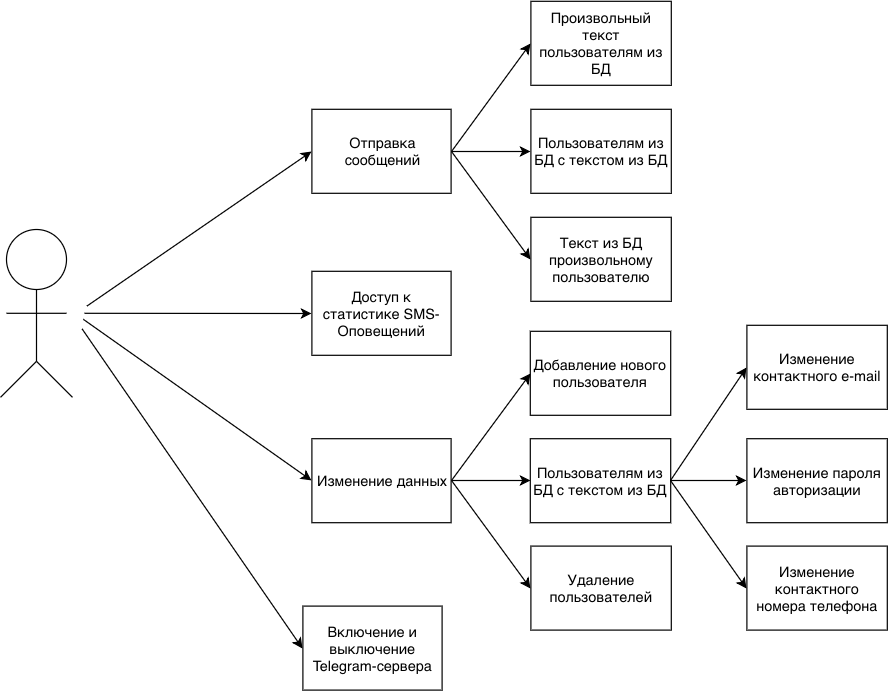 Произвольный
текст
пользователям из
БД
Отправка
сообщений
Пользователям из
БД с текстом из БД
Текст из БД
произвольному
пользователю
Доступ к
статистике SMS-
Оповещений
Добавление нового
пользователя
Изменение
контактного e-mail
Изменение данных
Пользователям из
БД с текстом из БД
Изменение пароля
авторизации
Удаление
пользователей
Изменение
контактного
номера телефона
Включение и
выключение
Telegram-сервера